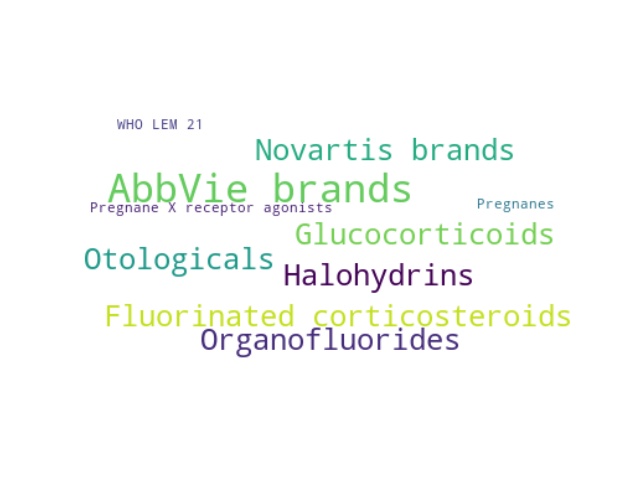 WHO LEM 21
Novartis brands
AbbVie brands
Pregnane X receptor agonists
Pregnanes
Glucocorticoids
Otologicals
Halohydrins
Fluorinated corticosteroids
Organofluorides